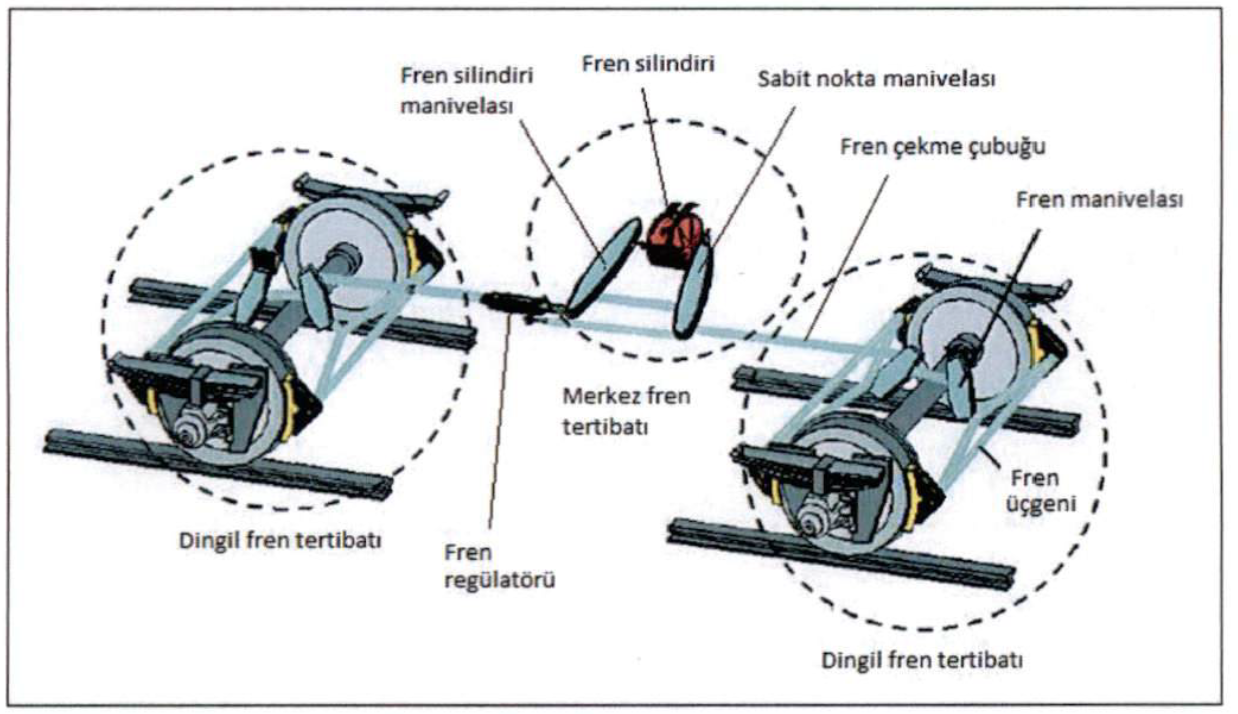 Fren silindiri
manivelası
Fren silindiri
Sabit nokta manivelası
Fren çekme çubuğu
Fren manivelası
Merkez fren
tertibatı
Fren
üçgeni
Dingil fren tertibatı
Fren
regülatörü
Dingil fren tertibatı